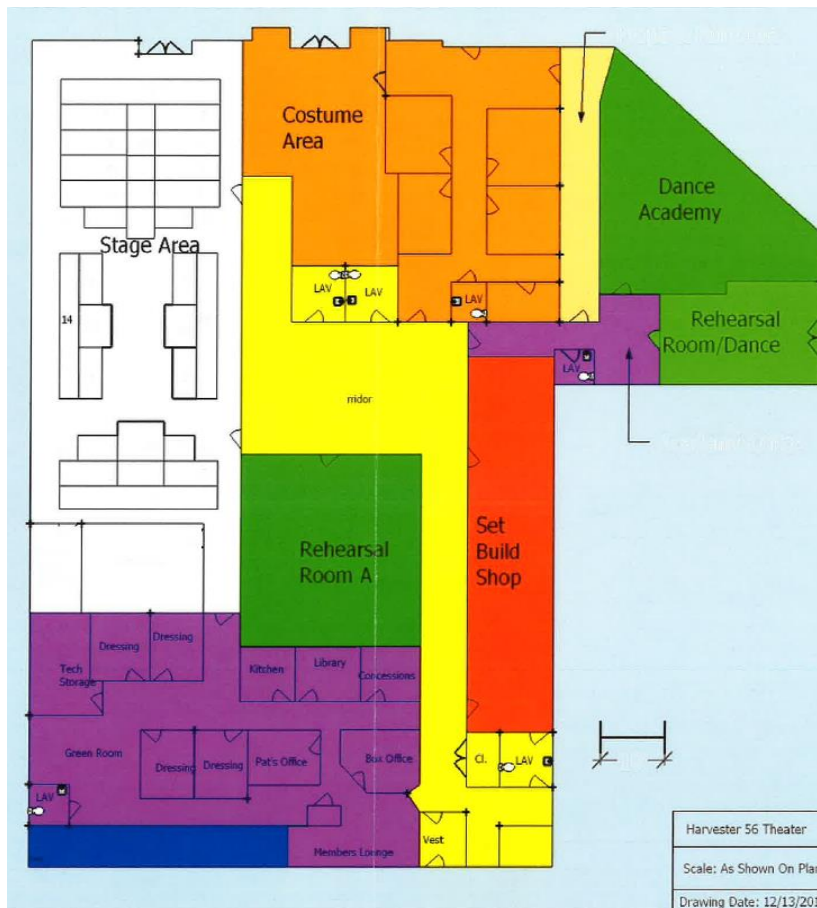 Costume
Area
Stage Area
Dance
Academy
LAV
LAV
LAV
14
Rehearsal
Room/Dance
LAV
rridor
Rehearsal
Room A
Set
Build
Shop
Dressing
Dressing
Tech
Storage
Kitchen
Library
Concessions
Green Room
Dressing
Dressing
Pat's Office
Box Office
Cl.
LAV
LAV
Vest
Members Lounge
Harvester 56 Theater
Scale: As Shown On Plan
Drawing Date: 12/13/201